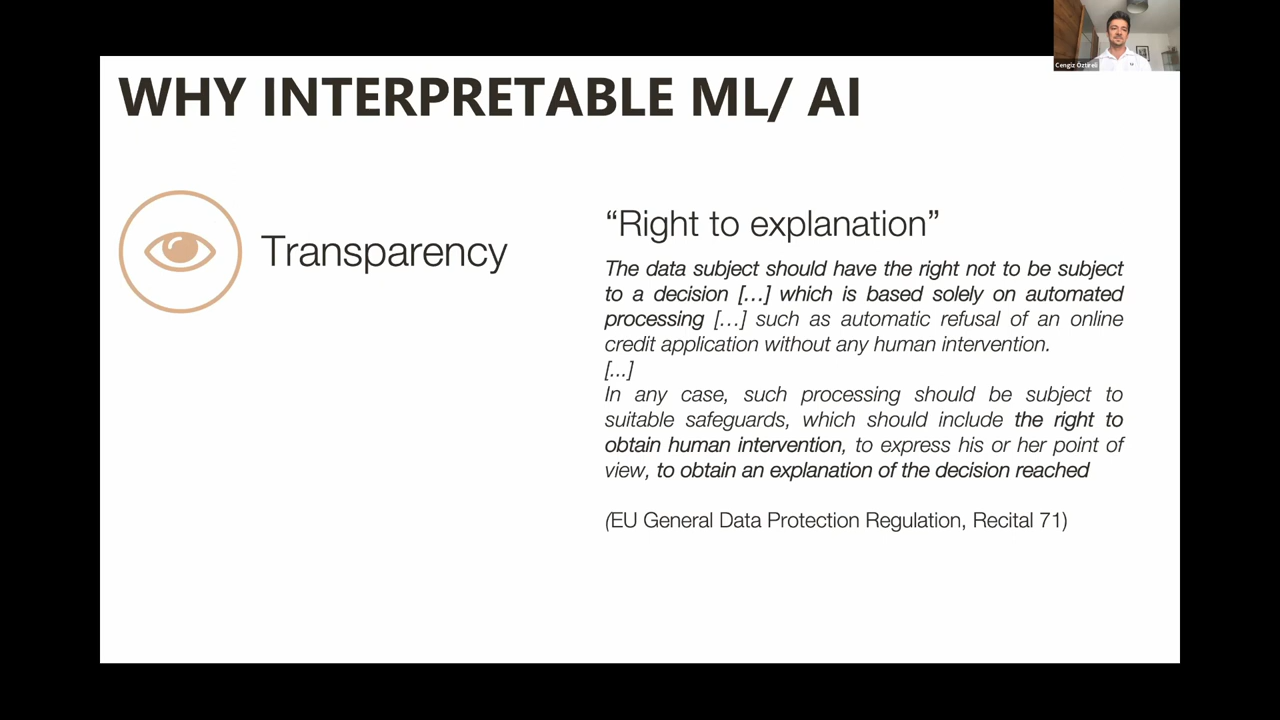 WHY INTERPRETABLE ML/ AI
Transparency
“Right to explanation”
The data subject should have the right not to be subject
to a decision […] which is based solely on automated
processing […] such as automatic refusal of an online
credit application without any human intervention.
[...]
In any case, such processing should be subject to
suitable safeguards, which should include the right to
obtain human intervention, to express his or her point of
view, to obtain an explanation of the decision reached
(EU General Data Protection Regulation, Recital 71)
Cengiz Öztireli